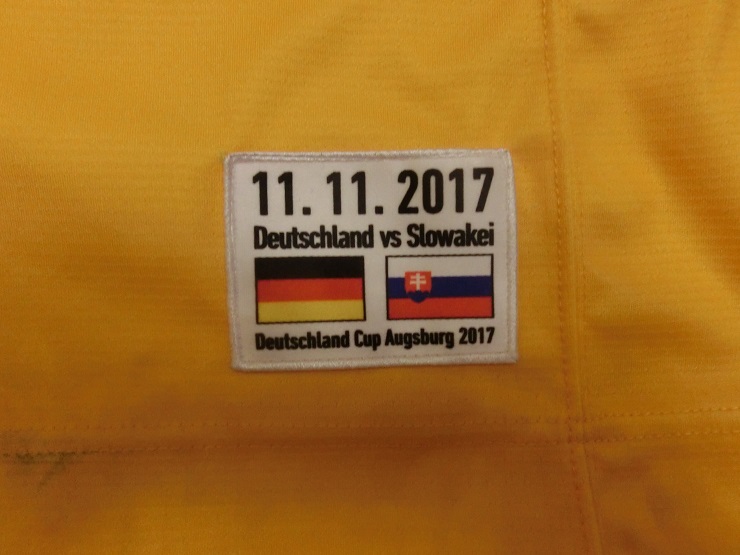 11. 11. 2017
Deutschland vs Slowakei
Deutschland Cup Augsburg 2017